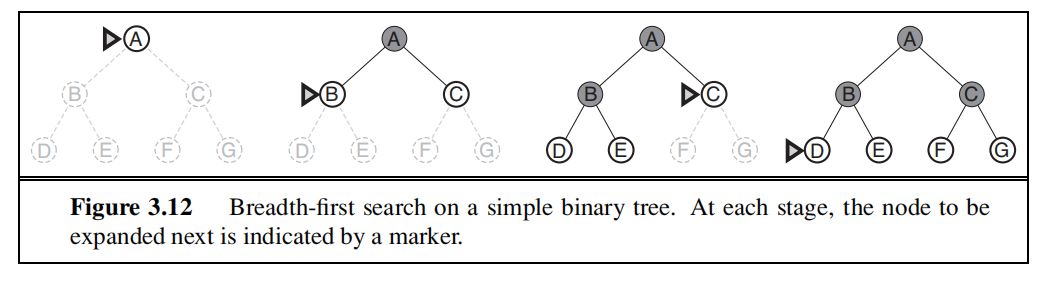 A A A A
B C B C B C B C
D E F G D E F G D E F G D E F G
Figure 3.12 Breadth-first search on a simple binary tree. At each stage, the node to be
expanded next is indicated by a marker.